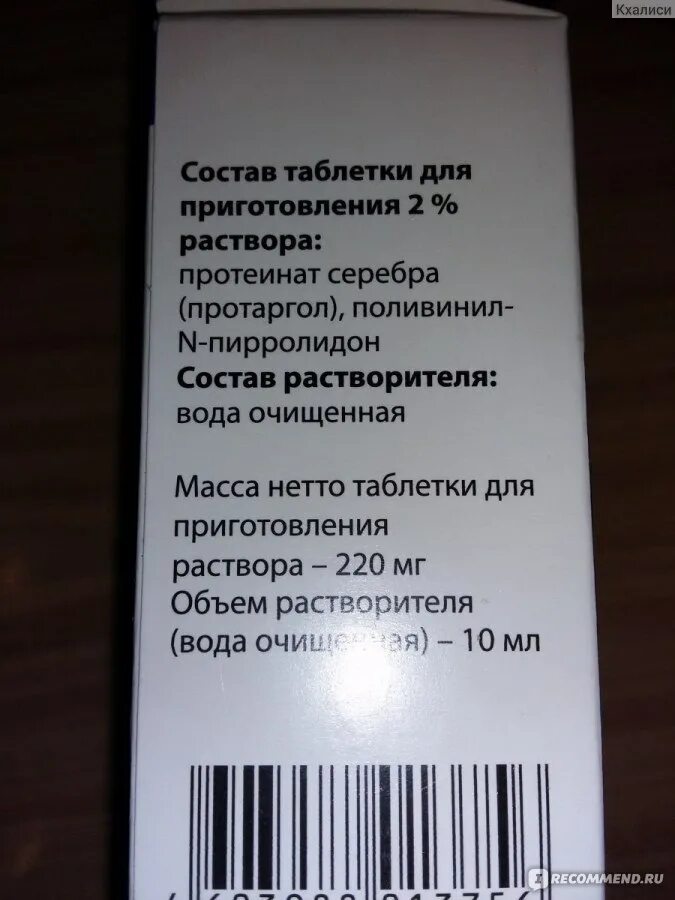 Кхалиси
Состав таблетки для
приготовления 2 %
раствора:
протеинат серебра
(протаргол), поливинил-
N-пирролидон
Состав растворителя:
вода очищенная
Масса нетто таблетки для
приготовления
раствора – 220 мг
Объем растворителя
(вода очищенная) – 10 мл
IRECOMMEND.RU